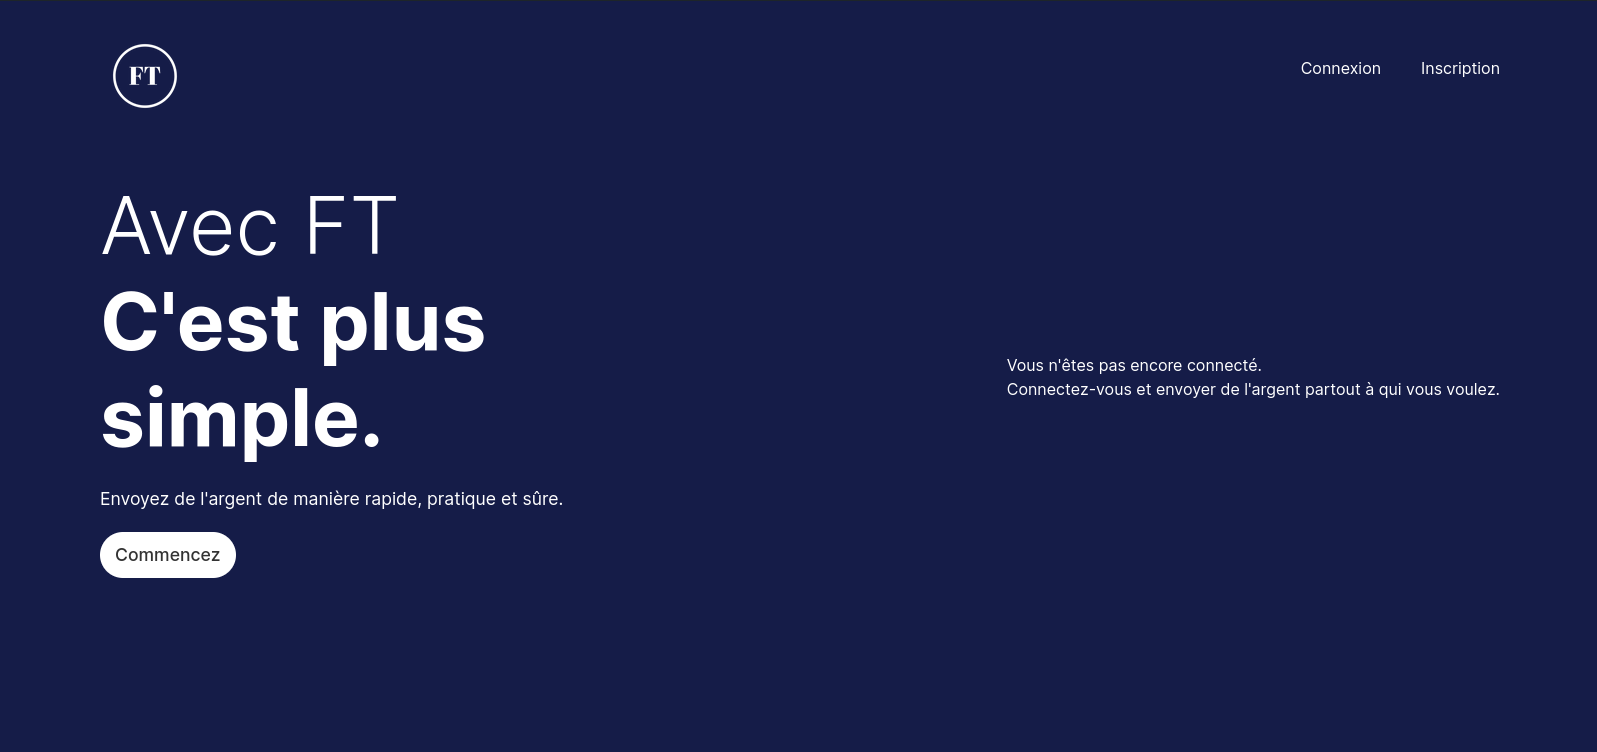 FT
Connexion
Inscription
Avec FT
C'est plus
simple.
Envoyez de l'argent de manière rapide, pratique et sûre.
Commencez
Vous n'êtes pas encore connecté.
Connectez-vous et envoyer de l'argent partout à qui vous voulez.